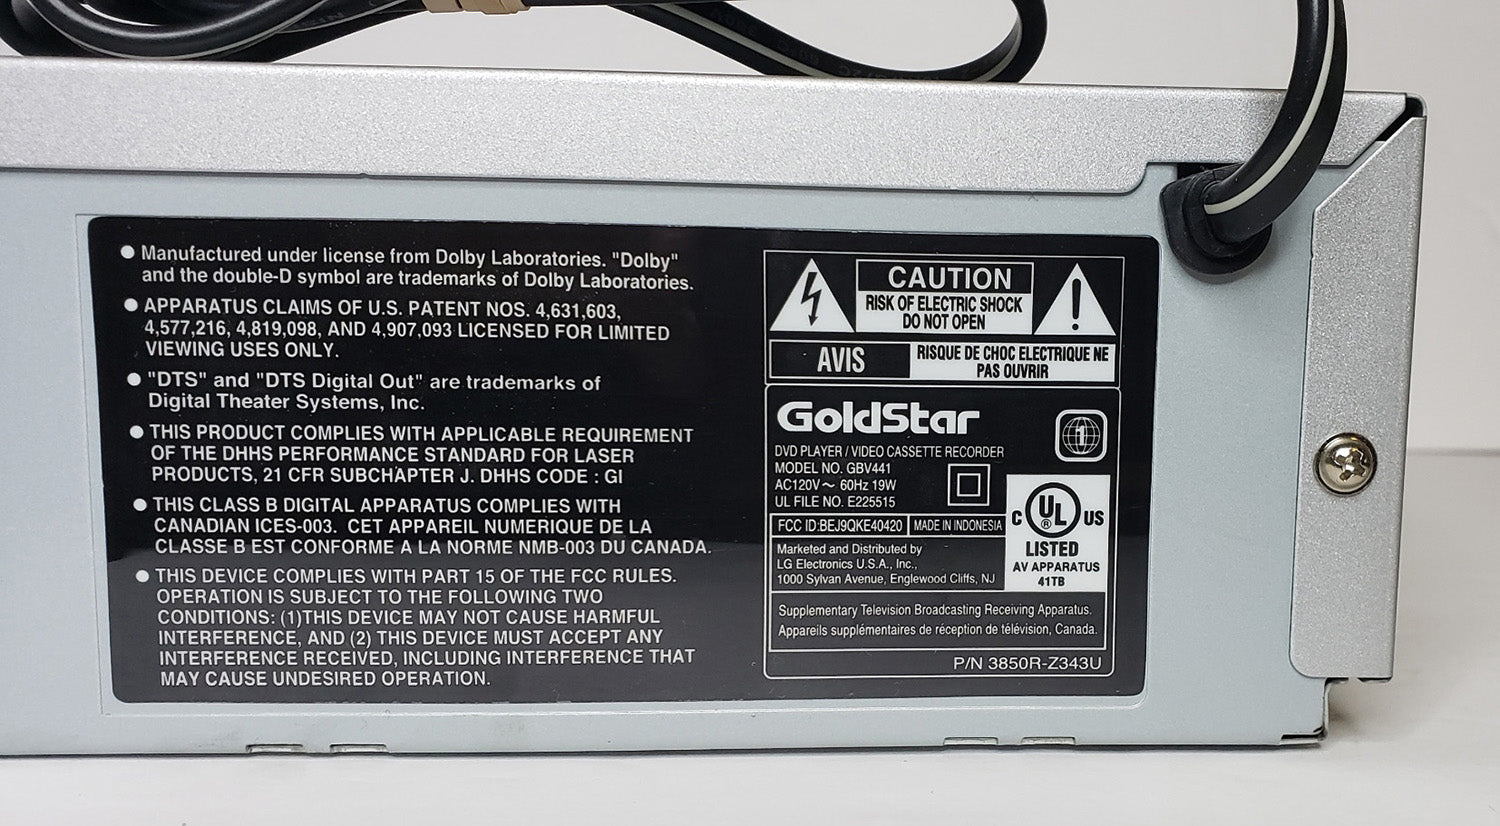 ● Manufactured under license from Dolby Laboratories. "Dolby"
and the double-D symbol are trademarks of Dolby Laboratories.
● APPARATUS CLAIMS OF U.S. PATENT NOS. 4,631,603,
4,577,216, 4,819,098, AND 4,907,093 LICENSED FOR LIMITED
VIEWING USES ONLY.
● "DTS" and "DTS Digital Out" are trademarks of
Digital Theater Systems, Inc.
● THIS PRODUCT COMPLIES WITH APPLICABLE REQUIREMENT
OF THE DHHS PERFORMANCE STANDARD FOR LASER
PRODUCTS, 21 CFR SUBCHAPTER J. DHHS CODE : GI
● THIS CLASS B DIGITAL APPARATUS COMPLIES WITH
CANADIAN ICES-003. CET APPAREIL NUMERIQUE DE LA
CLASSE B EST CONFORME A LA NORME NMB-003 DU CANADA.
● THIS DEVICE COMPLIES WITH PART 15 OF THE FCC RULES.
OPERATION IS SUBJECT TO THE FOLLOWING TWO
CONDITIONS: (1)THIS DEVICE MAY NOT CAUSE HARMFUL
INTERFERENCE, AND (2) THIS DEVICE MUST ACCEPT ANY
INTERFERENCE RECEIVED, INCLUDING INTERFERENCE THAT
MAY CAUSE UNDESIRED OPERATION.
CAUTION
RISK OF ELECTRIC SHOCK
DO NOT OPEN
AVIS
RISQUE DE CHOC ELECTRIQUE NE
PAS OUVRIR
GoldStar
1
DVD PLAYER / VIDEO CASSETTE RECORDER
MODEL NO. GBV441
AC120V～ 60Hz 19W
UL FILE NO. E225515
FCC ID:BEJ9QKE40420 MADE IN INDONESIA
Marketed and Distributed by
LG Electronics U.S.A., Inc.,
1000 Sylvan Avenue, Englewood Cliffs, NJ
C UL ® US
LISTED
AV APPARATUS
41TB
Supplementary Television Broadcasting Receiving Apparatus.
Appareils supplémentaires de réception de télévision, Canada.
P/N 3850R-Z343U